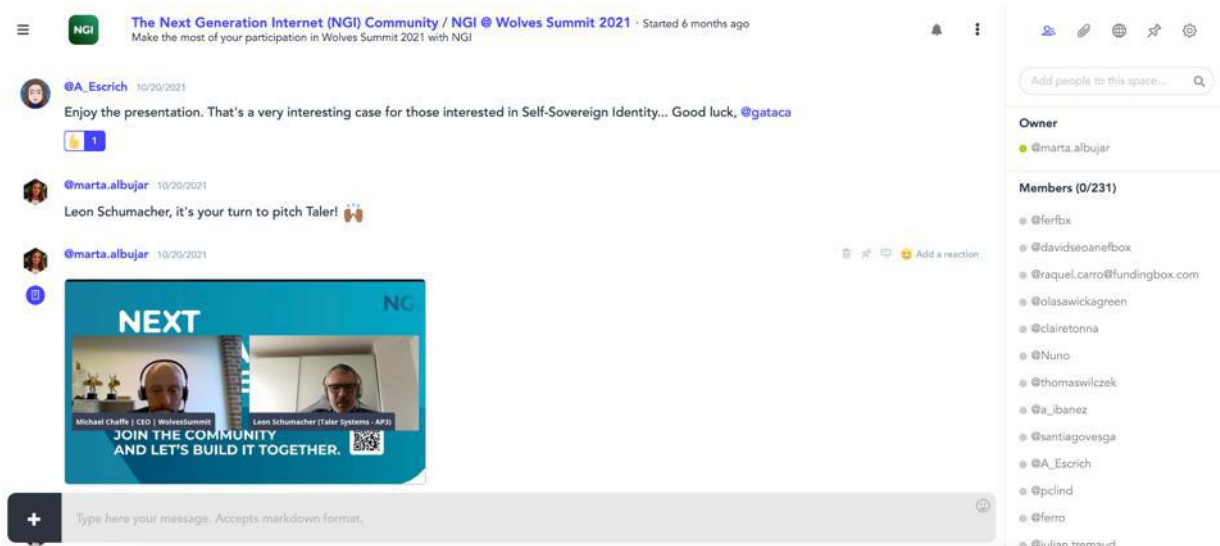 NGI
The Next Generation Internet (NGI) Community / NGI @ Wolves Summit 2021 · Started 6 months ago
Make the most of your participation in Wolves Summit 2021 with NGI
@A_Escrich 10/20/2021
Enjoy the presentation. That's a very interesting case for those interested in Self-Sovereign Identity... Good luck, @gataca
1
@marta.albujar 10/20/2021
Leon Schumacher, it's your turn to pitch Taler!
@marta.albujar 10/20/2021
Add a reaction
NG
NEXT
Michael Chaffe | CEO | WolvesSummit
Leon Schumacher (Taler Systems - AP3)
JOIN THE COMMUNITY
AND LET'S BUILD IT TOGETHER.
+
Type here your message. Accepts markdown format.
Add people to this space...
Owner
@marta.albujar
Members (0/231)
@ferfbx
@davidseoanefbox
@raquel.carro@fundingbox.com
@olasawickagreen
@clairetonna
@Nuno
@thomaswilczek
@a_ibanez
@santiagovesga
@A_Escrich
@pclind
@ferro
@julian.tremaud